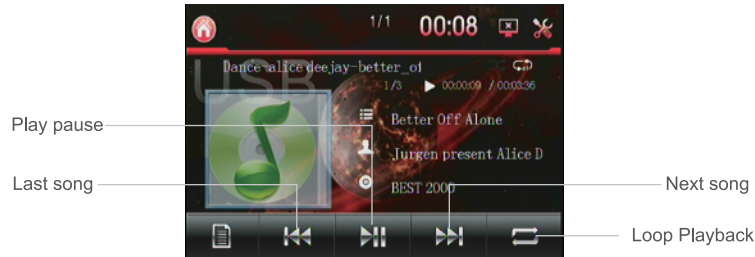 1/1 00:08
USB
Dance-alice deejay-better_of
1/3 00:00:09 / 00:03:36
Better Off Alone
Jurgen present Alice D
BEST 2000
Play pause
Last song
Next song
Loop Playback